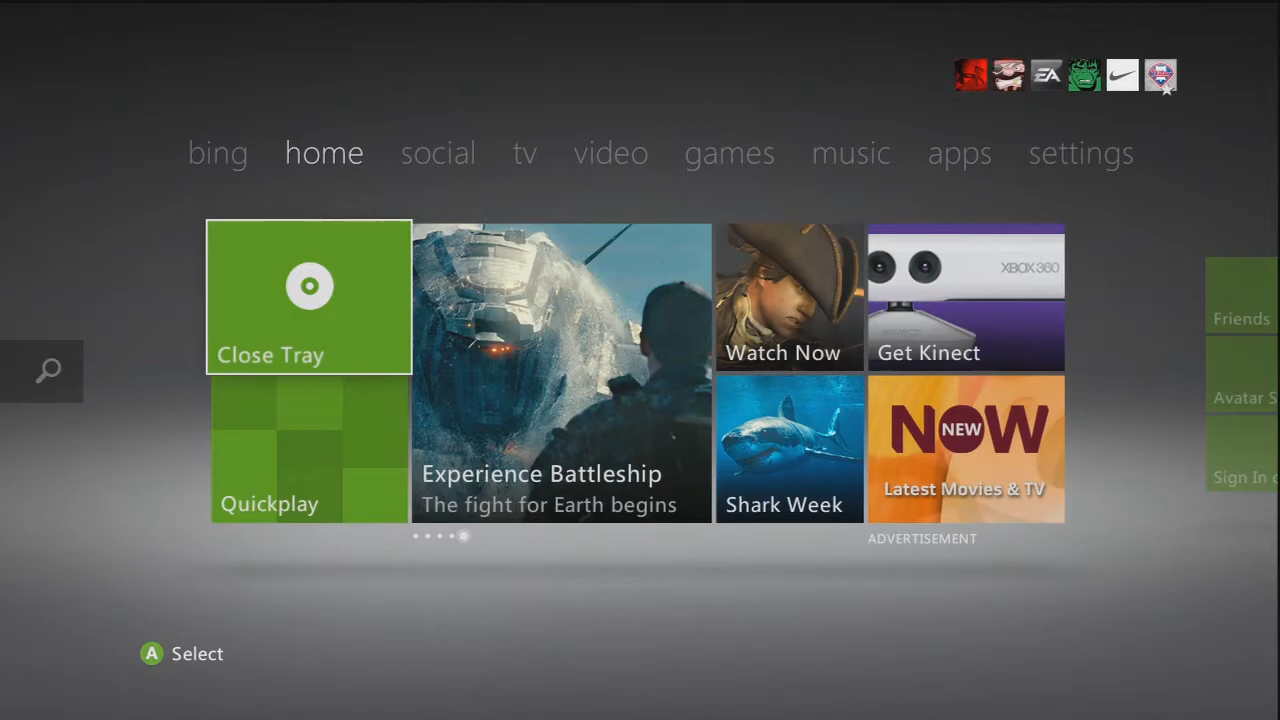 EA
bing home social tv video games music apps settings
Close Tray
Quickplay
Experience Battleship
The fight for Earth begins
Watch Now
Shark Week
XBOX 360
Get Kinect
NOW
NEW
Latest Movies & TV
ADVERTISEMENT
Friends
Avatar S
Sign In
A Select